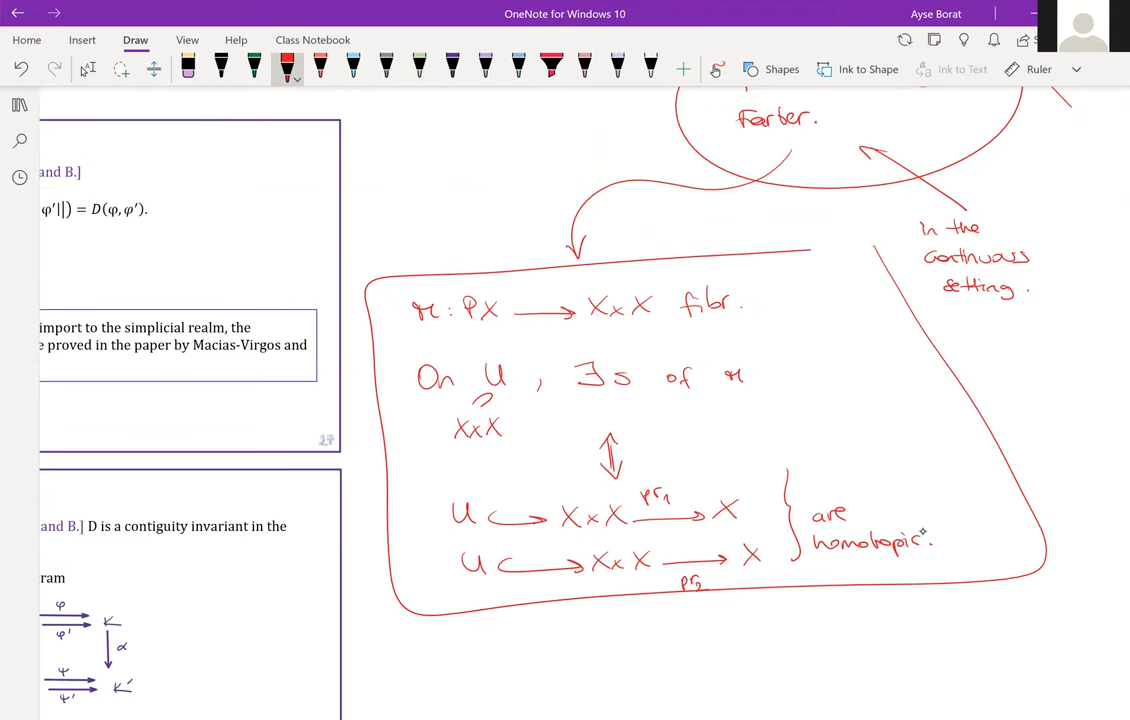 OneNote for Windows 10
Ayse Borat
Home Insert Draw View Help Class Notebook
Shapes Ink to Shape Ink to Text Ruler
and B.]
φ′||) = D(φ, φ′).
import to the simplicial realm, the
e proved in the paper by Macias-Virgos and
27
and B.] D is a contiguity invariant in the
ram
φ
φ' K
α
ψ
ψ' K'
Farber.
in the
continuous
setting.
π : PX → X×X fibr.
On U , ∃ s of π
X×X
U ↪ X×X pr₁ → X
are
homotopic.
U ↪ X×X → X
pr₂